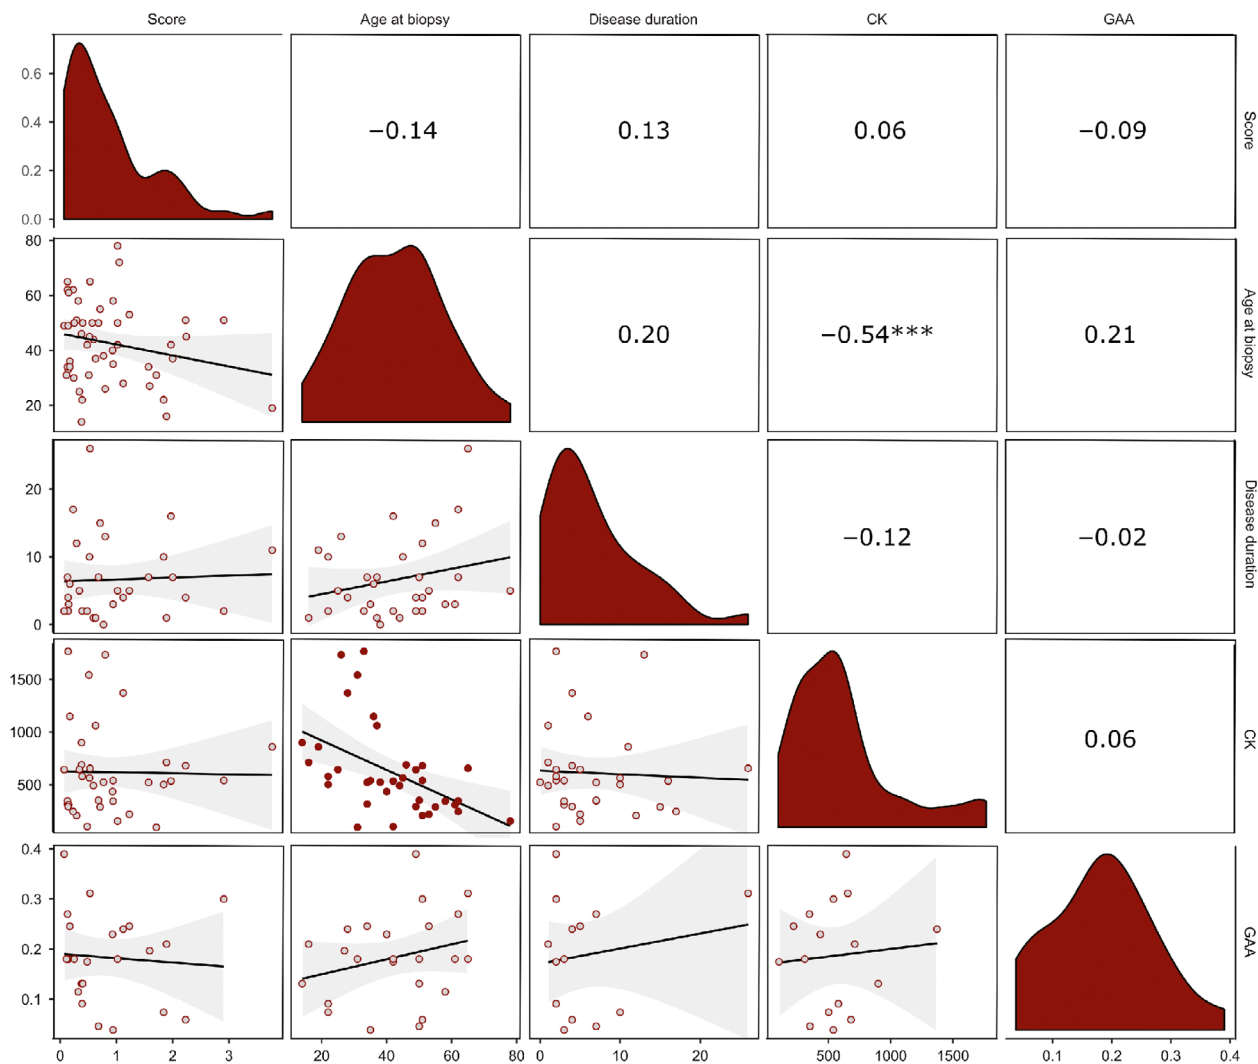 Score Age at biopsy Disease duration CK GAA
0.6
0.4
0.2
0.0
−0.14 0.13 0.06 −0.09
Score
80
60
40
20
0.20 −0.54*** 0.21
Age at biopsy
20
10
0
−0.12 −0.02
Disease duration
1500
1000
500
0.06
CK
0.4
0.3
0.2
0.1
GAA
0 1 2 3 20 40 60 80 0 10 20 500 1000 1500 0.1 0.2 0.3 0.4